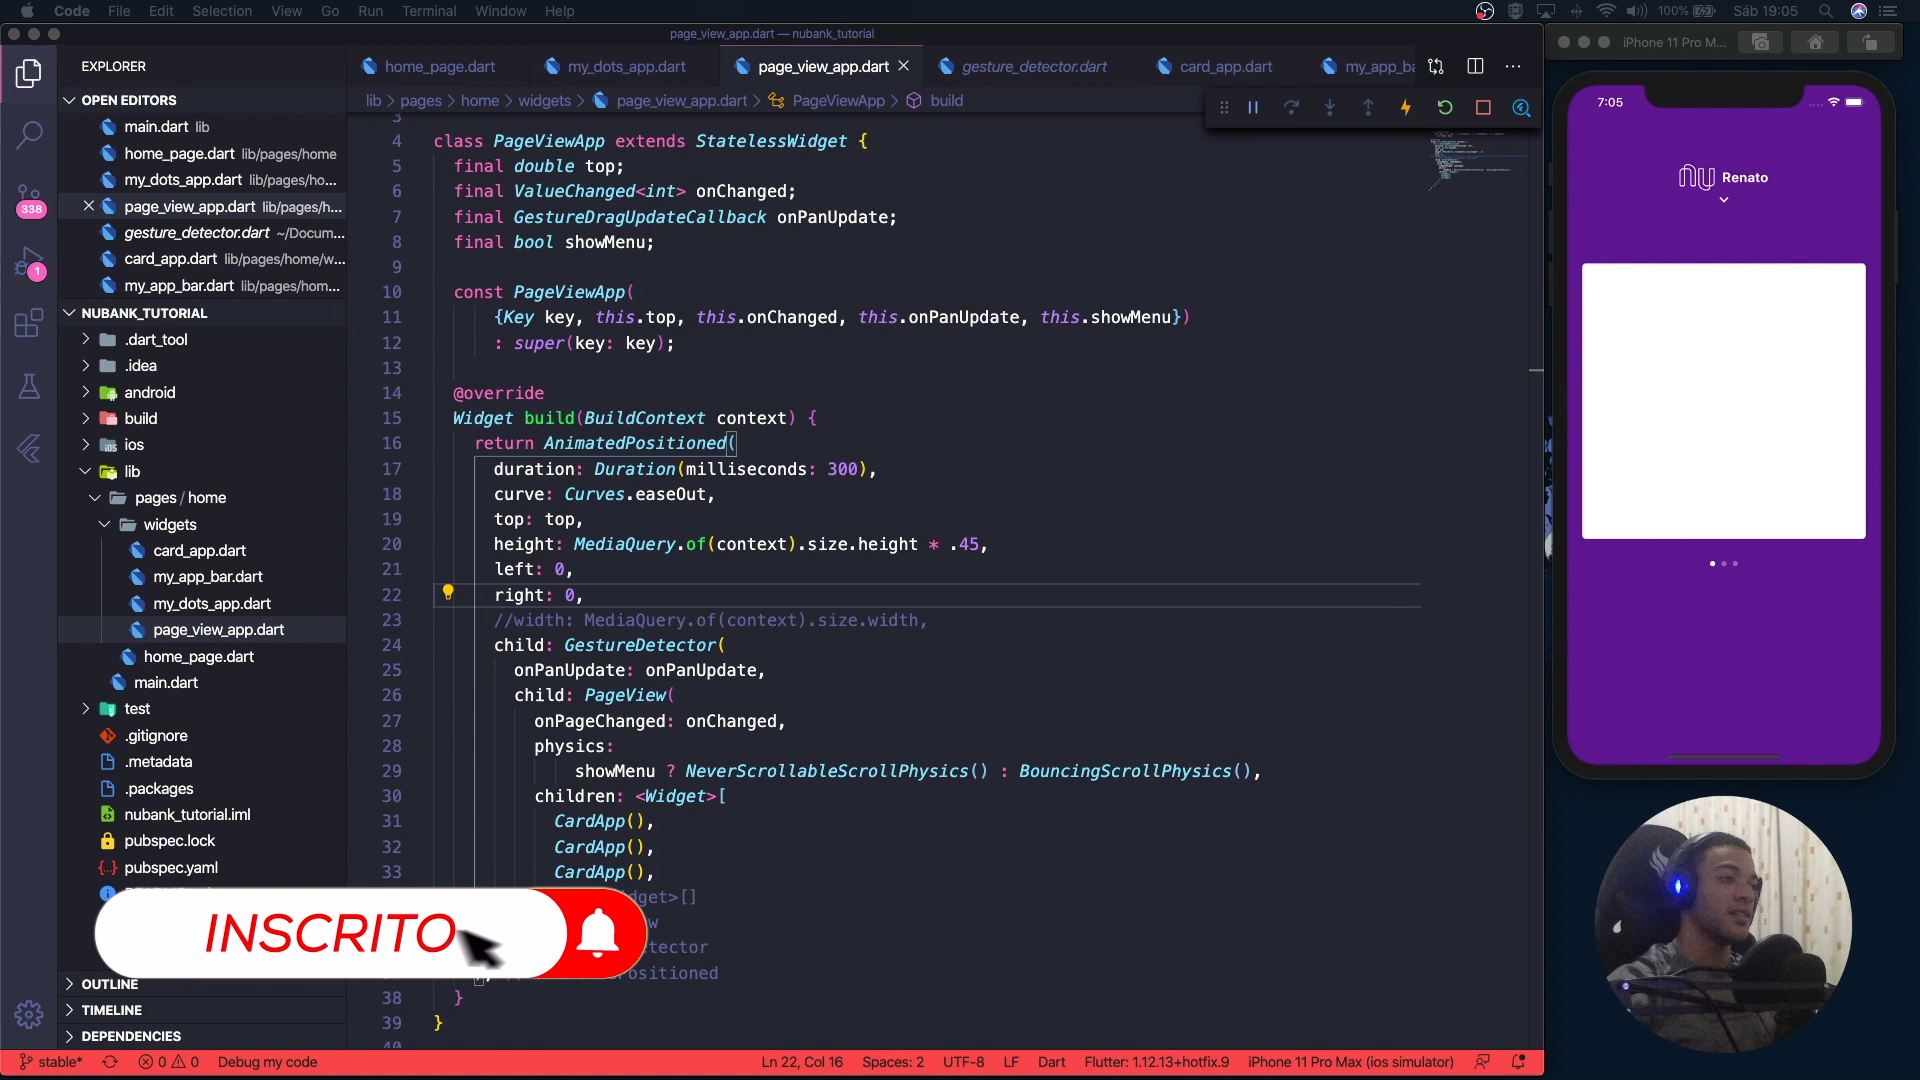 Code File Edit Selection View Go Run Terminal Window Help
100% Sáb 19:05
page_view_app.dart — nubank_tutorial
iPhone 11 Pro M...
EXPLORER
home_page.dart
my_dots_app.dart
page_view_app.dart
gesture_detector.dart
card_app.dart
my_app_ba
OPEN EDITORS
main.dart lib
home_page.dart lib/pages/home
my_dots_app.dart lib/pages/ho...
page_view_app.dart lib/pages/h...
gesture_detector.dart ~/Docum...
card_app.dart lib/pages/home/w...
my_app_bar.dart lib/pages/hom...
338
1
NUBANK_TUTORIAL
.dart_tool
.idea
android
build
ios
lib
pages / home
widgets
card_app.dart
my_app_bar.dart
my_dots_app.dart
page_view_app.dart
home_page.dart
main.dart
test
.gitignore
.metadata
.packages
nubank_tutorial.iml
pubspec.lock
pubspec.yaml
OUTLINE
TIMELINE
DEPENDENCIES
lib > pages > home > widgets > page_view_app.dart > PageViewApp > build
3
4 class PageViewApp extends StatelessWidget {
5 final double top;
6 final ValueChanged<int> onChanged;
7 final GestureDragUpdateCallback onPanUpdate;
8 final bool showMenu;
9
10 const PageViewApp(
11 {Key key, this.top, this.onChanged, this.onPanUpdate, this.showMenu})
12 : super(key: key);
13
14 @override
15 Widget build(BuildContext context) {
16 return AnimatedPositioned(
17 duration: Duration(milliseconds: 300),
18 curve: Curves.easeOut,
19 top: top,
20 height: MediaQuery.of(context).size.height * .45,
21 left: 0,
22 right: 0,
23 //width: MediaQuery.of(context).size.width,
24 child: GestureDetector(
25 onPanUpdate: onPanUpdate,
26 child: PageView(
27 onPageChanged: onChanged,
28 physics:
29 showMenu ? NeverScrollableScrollPhysics() : BouncingScrollPhysics(),
30 children: <Widget>[
31 CardApp(),
32 CardApp(),
33 CardApp(),
dget>[]
w
tector
ositioned
38 }
39 }
40
INSCRITO
7:05
nu Renato
stable* 0 0 Debug my code
Ln 22, Col 16 Spaces: 2 UTF-8 LF Dart Flutter: 1.12.13+hotfix.9 iPhone 11 Pro Max (ios simulator)